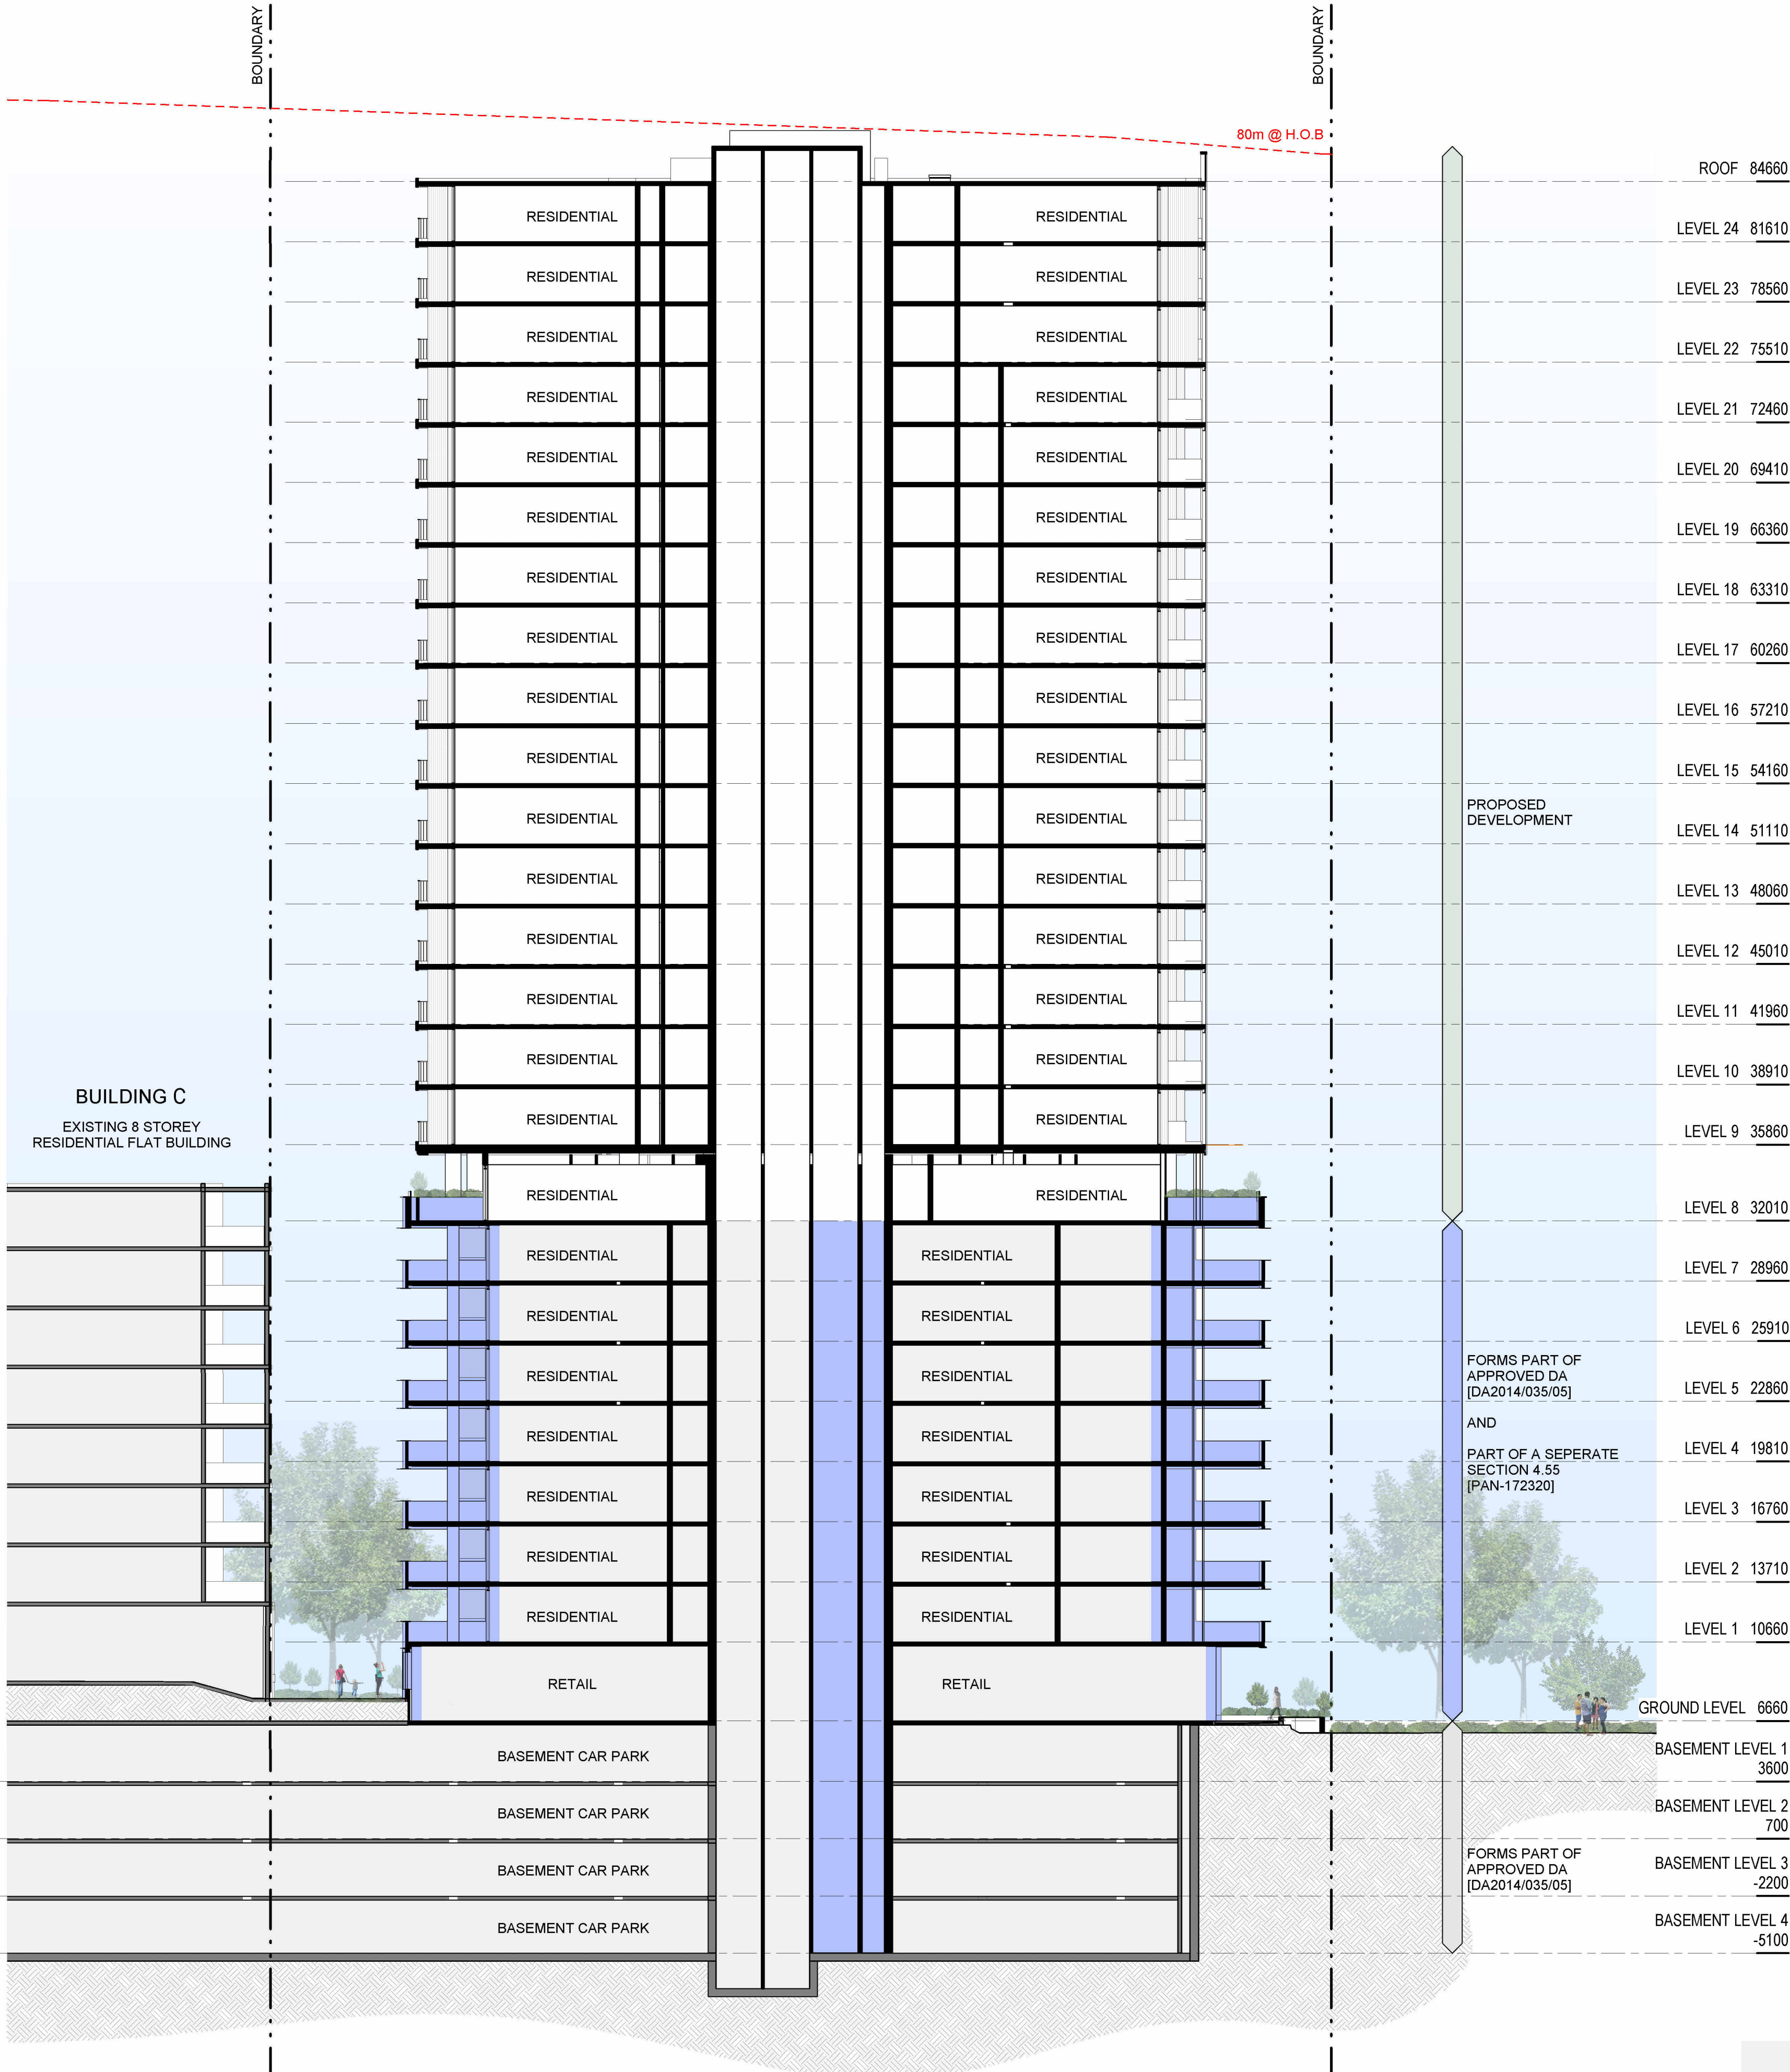 BOUNDARY
BOUNDARY
80m @ H.O.B
ROOF 84660
RESIDENTIAL RESIDENTIAL
LEVEL 24 81610
RESIDENTIAL RESIDENTIAL
LEVEL 23 78560
RESIDENTIAL RESIDENTIAL
LEVEL 22 75510
RESIDENTIAL RESIDENTIAL
LEVEL 21 72460
RESIDENTIAL RESIDENTIAL
LEVEL 20 69410
RESIDENTIAL RESIDENTIAL
LEVEL 19 66360
RESIDENTIAL RESIDENTIAL
LEVEL 18 63310
RESIDENTIAL RESIDENTIAL
LEVEL 17 60260
RESIDENTIAL RESIDENTIAL
LEVEL 16 57210
RESIDENTIAL RESIDENTIAL
LEVEL 15 54160
PROPOSED
DEVELOPMENT
RESIDENTIAL RESIDENTIAL
LEVEL 14 51110
RESIDENTIAL RESIDENTIAL
LEVEL 13 48060
RESIDENTIAL RESIDENTIAL
LEVEL 12 45010
RESIDENTIAL RESIDENTIAL
LEVEL 11 41960
RESIDENTIAL RESIDENTIAL
LEVEL 10 38910
BUILDING C
EXISTING 8 STOREY
RESIDENTIAL FLAT BUILDING
RESIDENTIAL RESIDENTIAL
LEVEL 9 35860
RESIDENTIAL RESIDENTIAL
LEVEL 8 32010
RESIDENTIAL RESIDENTIAL
LEVEL 7 28960
RESIDENTIAL RESIDENTIAL
LEVEL 6 25910
RESIDENTIAL RESIDENTIAL
FORMS PART OF
APPROVED DA
[DA2014/035/05]
LEVEL 5 22860
AND
RESIDENTIAL RESIDENTIAL
LEVEL 4 19810
PART OF A SEPERATE
SECTION 4.55
[PAN-172320]
RESIDENTIAL RESIDENTIAL
LEVEL 3 16760
RESIDENTIAL RESIDENTIAL
LEVEL 2 13710
RESIDENTIAL RESIDENTIAL
LEVEL 1 10660
RETAIL RETAIL
GROUND LEVEL 6660
BASEMENT CAR PARK
BASEMENT LEVEL 1
3600
BASEMENT CAR PARK
BASEMENT LEVEL 2
700
BASEMENT CAR PARK
FORMS PART OF
APPROVED DA
[DA2014/035/05]
BASEMENT LEVEL 3
-2200
BASEMENT CAR PARK
BASEMENT LEVEL 4
-5100